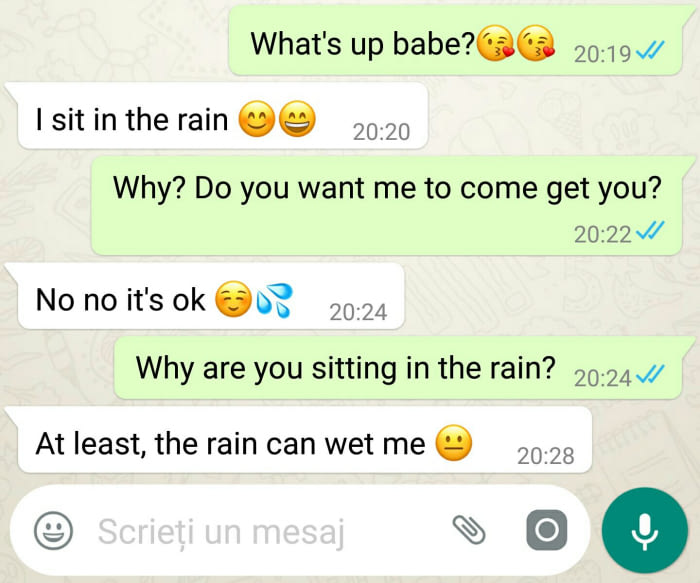 What's up babe?😘😘 20:19
I sit in the rain 😊😄 20:20
Why? Do you want me to come get you?
20:22
No no it's ok ☺️💦 20:24
Why are you sitting in the rain? 20:24
At least, the rain can wet me 😐 20:28
Scrieți un mesaj